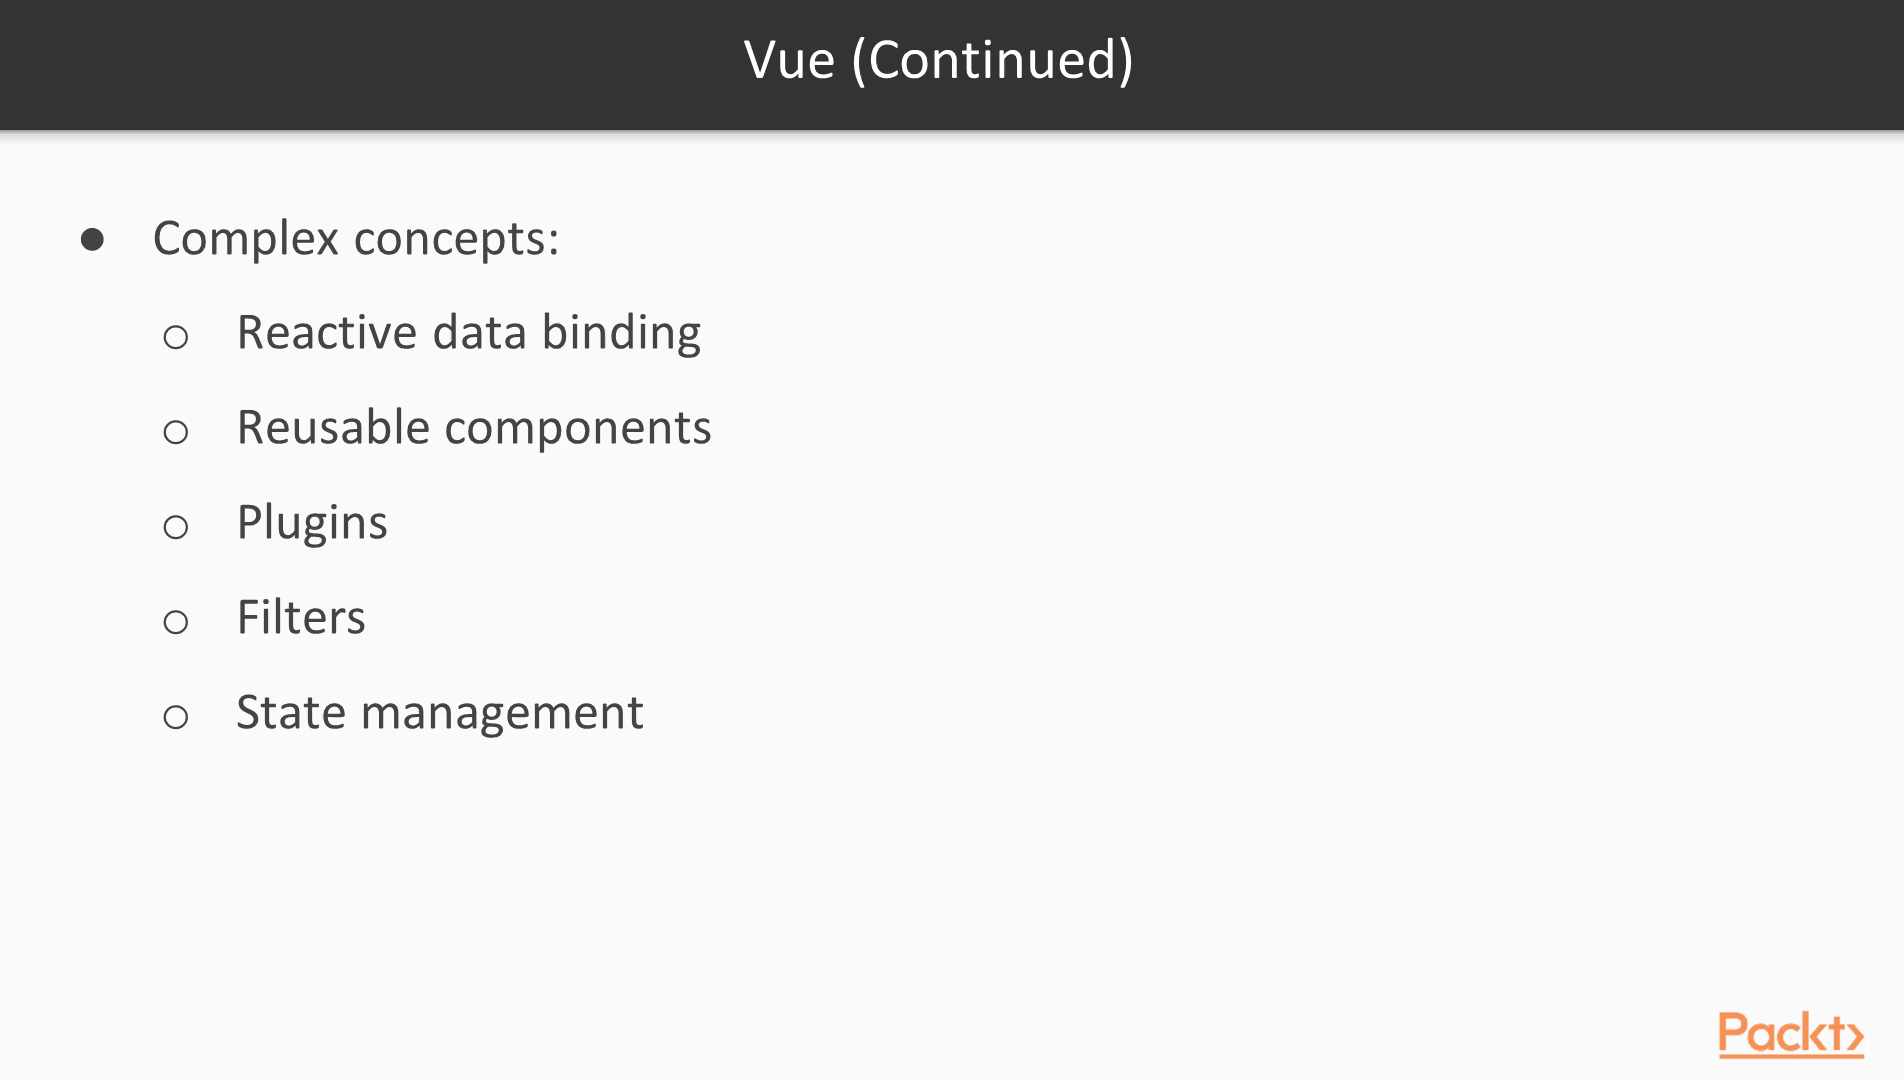 Vue (Continued)
● Complex concepts:
○ Reactive data binding
○ Reusable components
○ Plugins
○ Filters
○ State management
Packt>